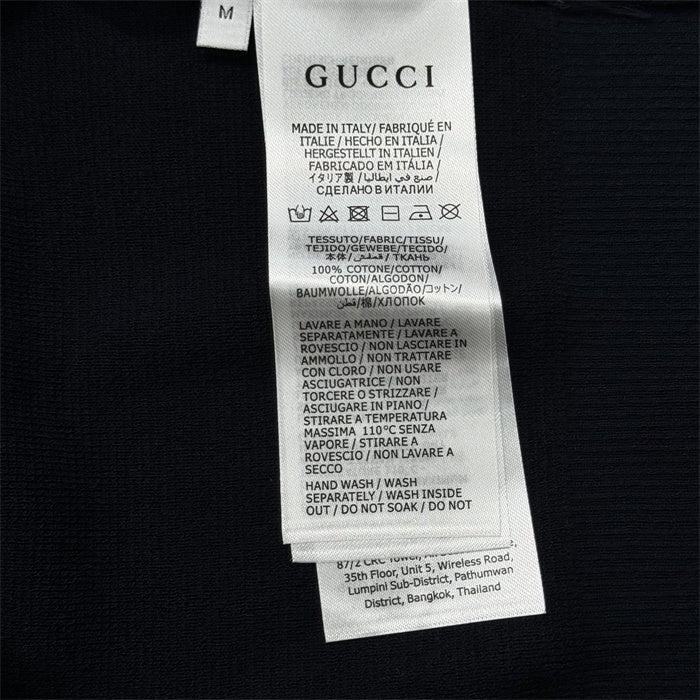 M
GUCCI
MADE IN ITALY/ FABRIQUÉ EN
ITALIE / HECHO EN ITALIA/
HERGESTELLT IN ITALIEN/
FABRICADO EM ITÁLIA/
イタリア製 /صنع في ايطاليا/
СДЕЛАНО В ИТАЛИИ
TESSUTO/FABRIC/TISSU/
TEJIDO/GEWEBE/TECIDO/
本体/قماش/ ТКАНЬ
100% COTONE/COTTON/
COTON/ALGODON/
BAUMWOLLE/ALGODÃO/コットン/
قطن/棉/ХЛОПОК
LAVARE A MANO / LAVARE
SEPARATAMENTE / LAVARE A
ROVESCIO / NON LASCIARE IN
AMMOLLO / NON TRATTARE
CON CLORO / NON USARE
ASCIUGATRICE / NON
TORCERE O STRIZZARE /
ASCIUGARE IN PIANO /
STIRARE A TEMPERATURA
MASSIMA 110°C SENZA
VAPORE / STIRARE A
ROVESCIO / NON LAVARE A
SECCO
HAND WASH / WASH
SEPARATELY / WASH INSIDE
OUT / DO NOT SOAK / DO NOT
87/2 CRC Tower,
35th Floor, Unit 5, Wireless Road,
Lumpini Sub-District, Pathumwan
District, Bangkok, Thailand